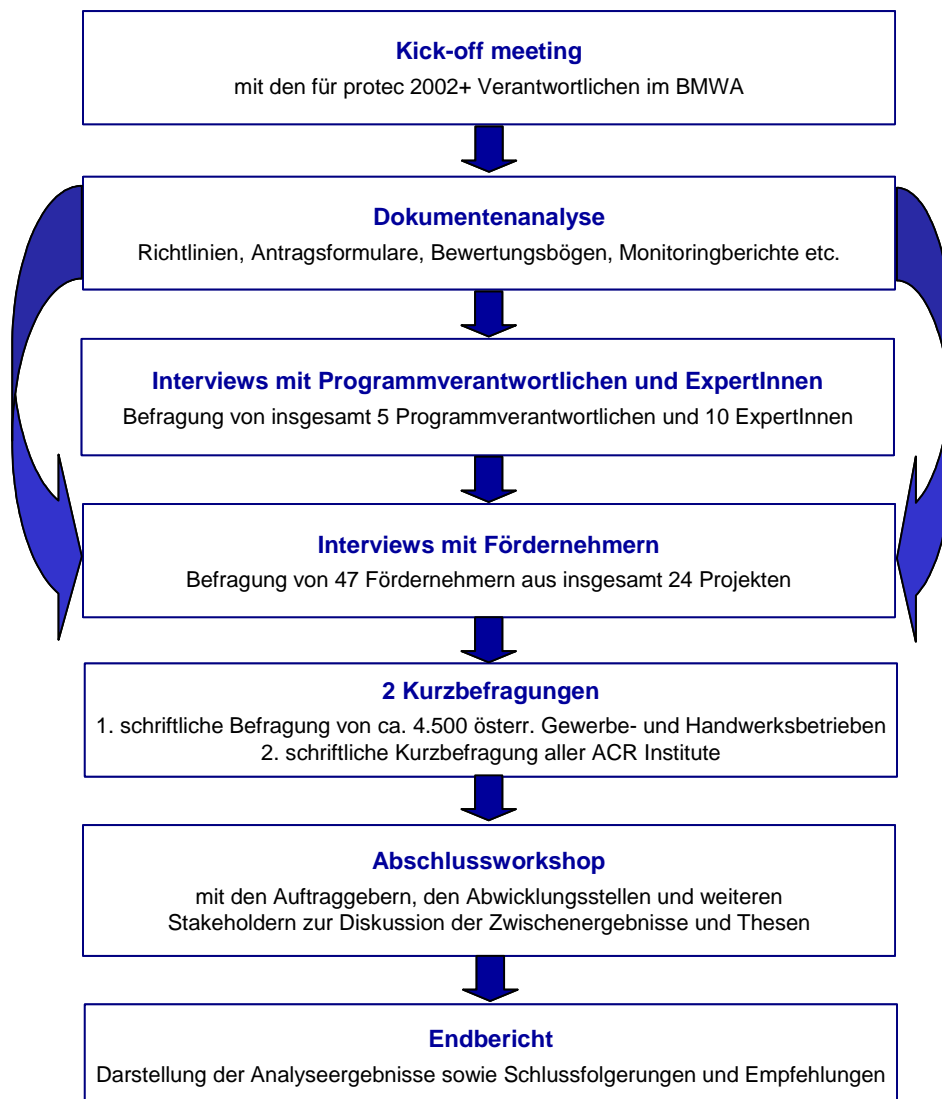 Kick-off meeting
mit den für protec 2002+ Verantwortlichen im BMWA
Dokumentenanalyse
Richtlinien, Antragsformulare, Bewertungsbögen, Monitoringberichte etc.
Interviews mit Programmverantwortlichen und ExpertInnen
Befragung von insgesamt 5 Programmverantwortlichen und 10 ExpertInnen
Interviews mit Fördernehmern
Befragung von 47 Fördernehmern aus insgesamt 24 Projekten
2 Kurzbefragungen
1. schriftliche Befragung von ca. 4.500 österr. Gewerbe- und Handwerksbetrieben
2. schriftliche Kurzbefragung aller ACR Institute
Abschlussworkshop
mit den Auftraggebern, den Abwicklungsstellen und weiteren
Stakeholdern zur Diskussion der Zwischenergebnisse und Thesen
Endbericht
Darstellung der Analyseergebnisse sowie Schlussfolgerungen und Empfehlungen